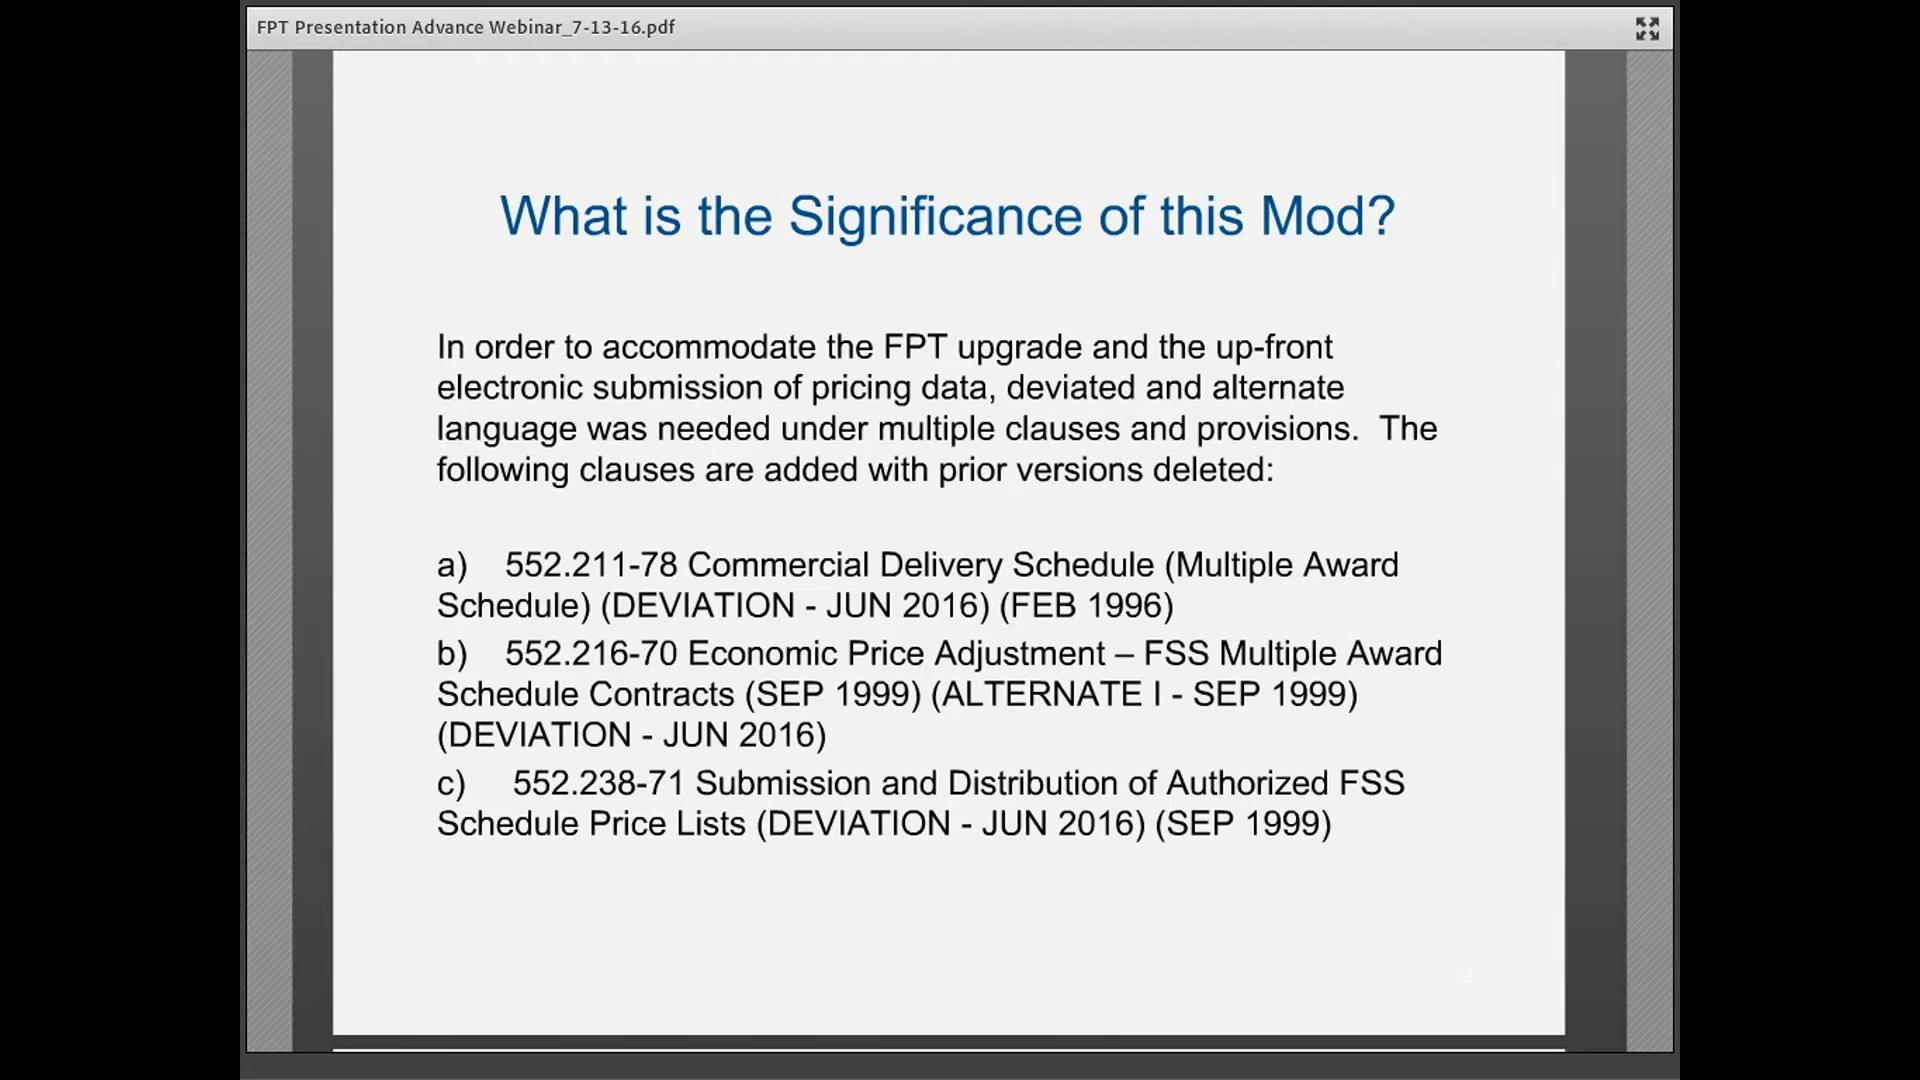 FPT Presentation Advance Webinar_7-13-16.pdf
What is the Significance of this Mod?
In order to accommodate the FPT upgrade and the up-front
electronic submission of pricing data, deviated and alternate
language was needed under multiple clauses and provisions.  The
following clauses are added with prior versions deleted:
a) 552.211-78 Commercial Delivery Schedule (Multiple Award
Schedule) (DEVIATION - JUN 2016) (FEB 1996)
b) 552.216-70 Economic Price Adjustment – FSS Multiple Award
Schedule Contracts (SEP 1999) (ALTERNATE I - SEP 1999)
(DEVIATION - JUN 2016)
c) 552.238-71 Submission and Distribution of Authorized FSS
Schedule Price Lists (DEVIATION - JUN 2016) (SEP 1999)
2